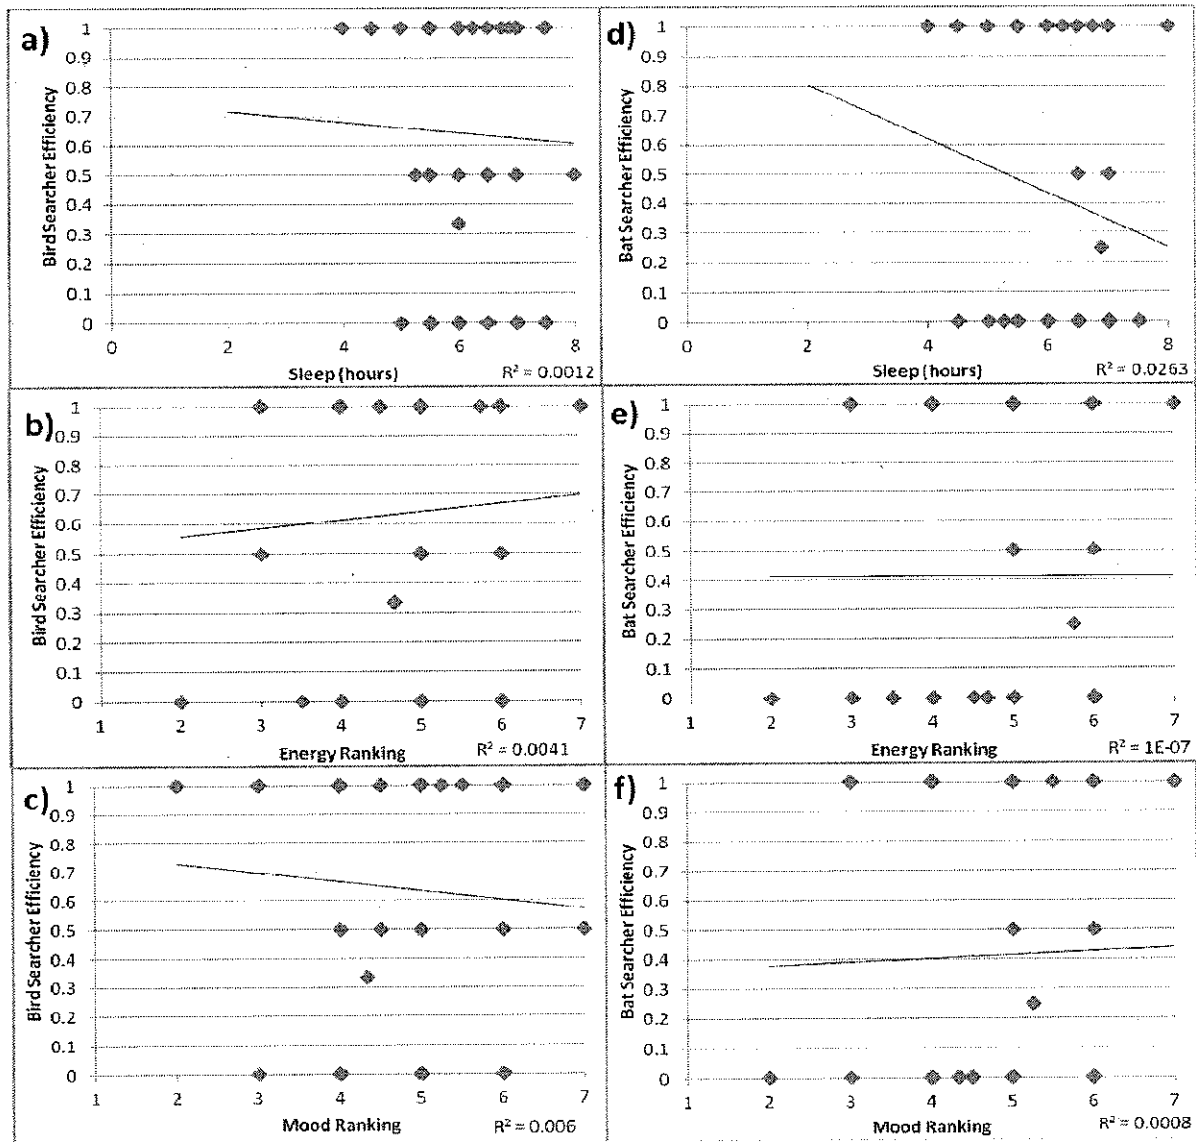 a)
Bird Searcher Efficiency
1
0.9
0.8
0.7
0.6
0.5
0.4
0.3
0.2
0.1
0
0 2 4 6 8
Sleep (hours)
R² = 0.0012
d)
Bat Searcher Efficiency
1
0.9
0.8
0.7
0.6
0.5
0.4
0.3
0.2
0.1
0
0 2 4 6 8
Sleep (hours)
R² = 0.0263
b)
Bird Searcher Efficiency
1
0.9
0.8
0.7
0.6
0.5
0.4
0.3
0.2
0.1
0
1 2 3 4 5 6 7
Energy Ranking
R² = 0.0041
e)
Bat Searcher Efficiency
1
0.9
0.8
0.7
0.6
0.5
0.4
0.3
0.2
0.1
0
1 2 3 4 5 6 7
Energy Ranking
R² = 1E-07
c)
Bird Searcher Efficiency
1
0.9
0.8
0.7
0.6
0.5
0.4
0.3
0.2
0.1
0
1 2 3 4 5 6 7
Mood Ranking
R² = 0.006
f)
Bat Searcher Efficiency
1
0.9
0.8
0.7
0.6
0.5
0.4
0.3
0.2
0.1
0
1 2 3 4 5 6 7
Mood Ranking
R² = 0.0008